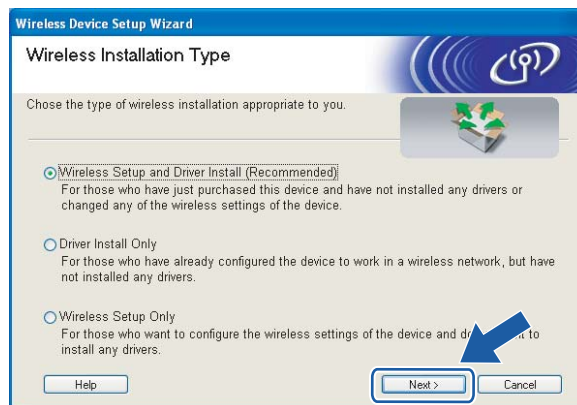 Wireless Device Setup Wizard
Wireless Installation Type
Chose the type of wireless installation appropriate to you.
Wireless Setup and Driver Install (Recommended)
For those who have just purchased this device and have not installed any drivers or
changed any of the wireless settings of the device.
Driver Install Only
For those who have already configured the device to work in a wireless network, but have
not installed any drivers.
Wireless Setup Only
For those who want to configure the wireless settings of the device and to
install any drivers.
Help
Next >
Cancel